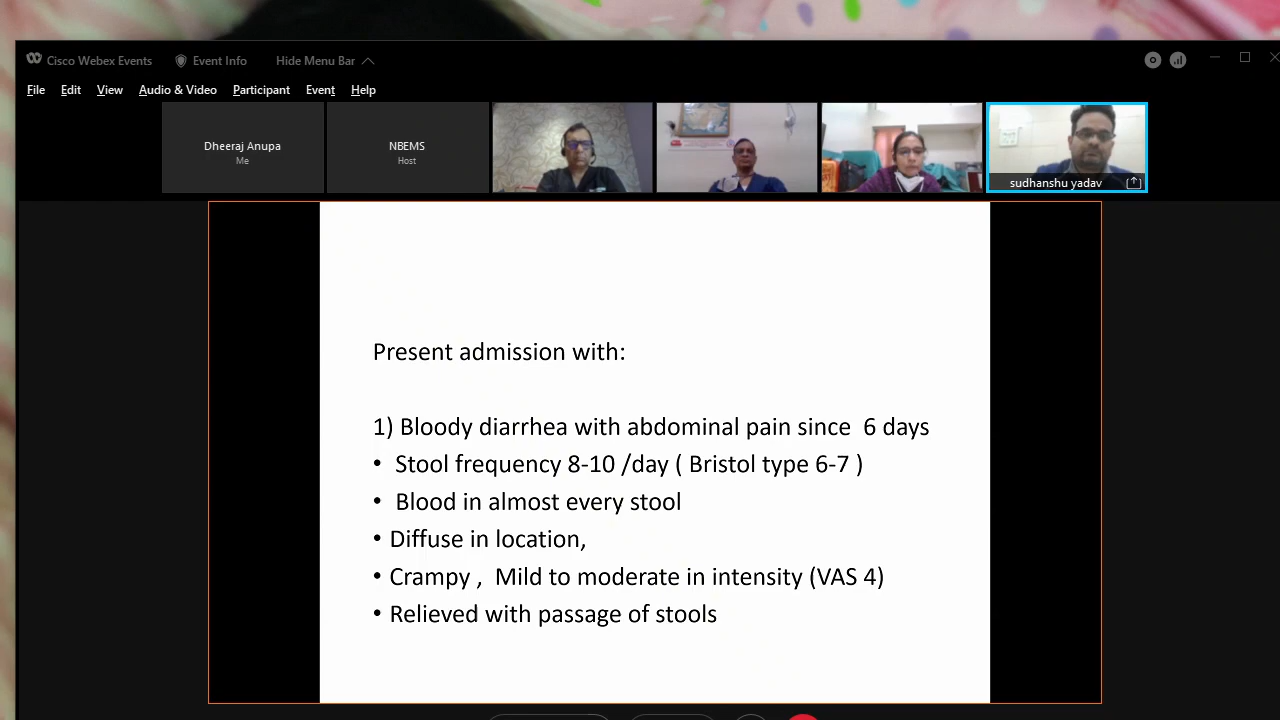 Cisco Webex Events Event Info Hide Menu Bar
File Edit View Audio & Video Participant Event Help
Dheeraj Anupa
Me
NBEMS
Host
sudhanshu yadav
Present admission with:
1) Bloody diarrhea with abdominal pain since 6 days
• Stool frequency 8-10 /day ( Bristol type 6-7 )
• Blood in almost every stool
• Diffuse in location,
• Crampy , Mild to moderate in intensity (VAS 4)
• Relieved with passage of stools